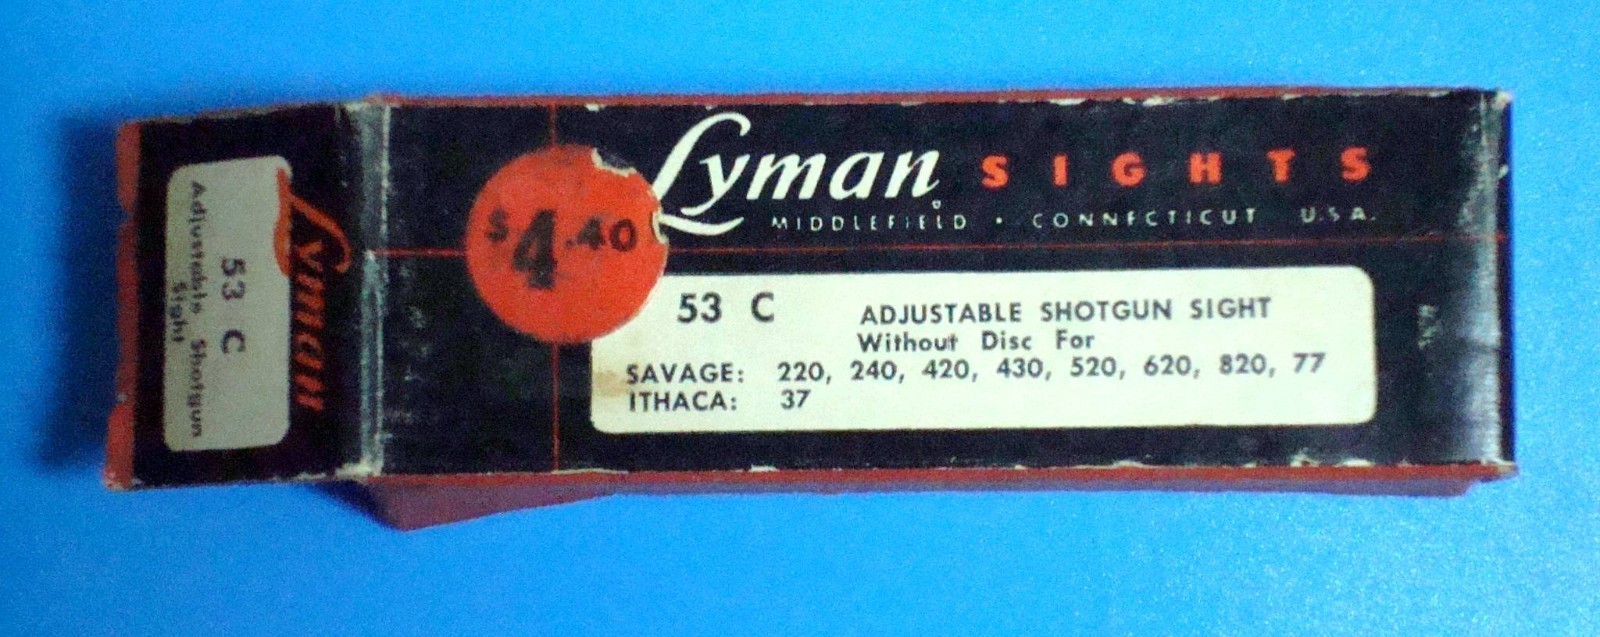 Lyman SIGHTS
MIDDLEFIELD • CONNECTICUT U.S.A.
$4.40
53 C ADJUSTABLE SHOTGUN SIGHT
Without Disc For
SAVAGE: 220, 240, 420, 430, 520, 620, 820, 77
ITHACA: 37
Lyman
53 C
Adjustable Shotgun
Sight